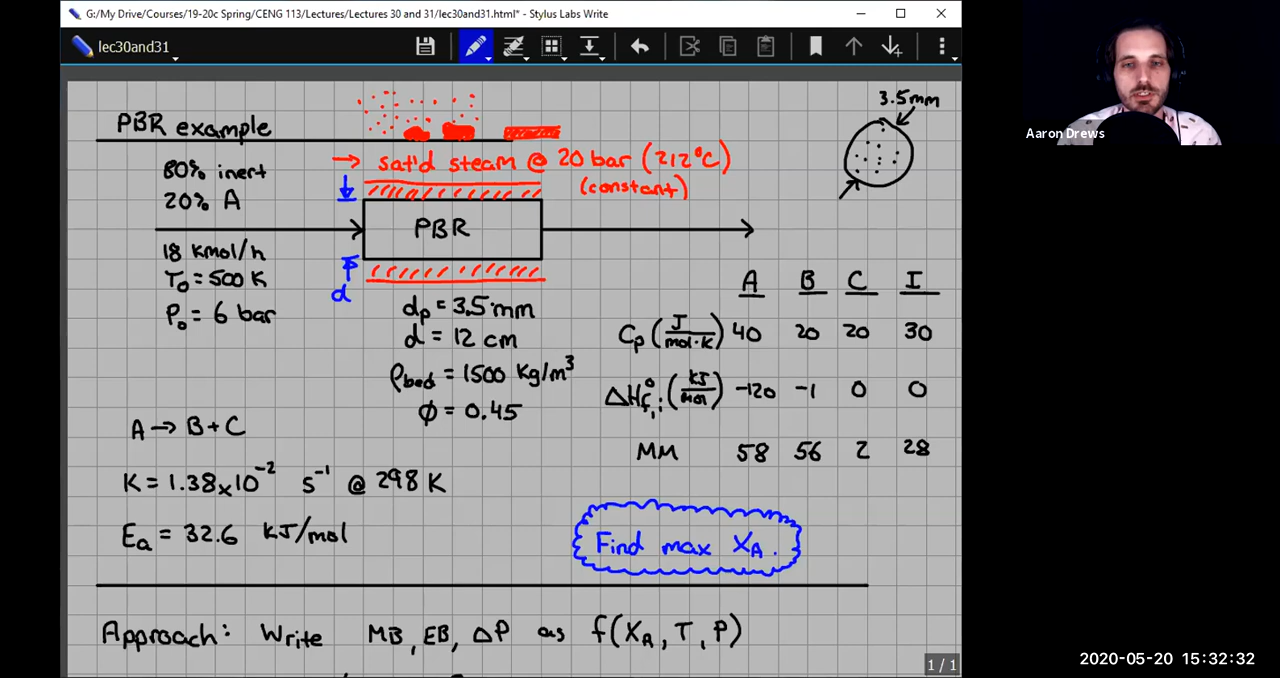 G:/My Drive/Courses/19-20c Spring/CENG 113/Lectures/Lectures 30 and 31/lec30and31.html* - Stylus Labs Write
lec30and31
PBR example
80% inert
20% A
18 Kmol/h
T₀ = 500 K
P₀ = 6 bar
→ sat'd steam @ 20 bar (212°C)
(constant)
PBR
d
dp = 3.5 mm
d = 12 cm
ρbed = 1500 Kg/m³
ϕ = 0.45
3.5mm
A → B + C
K = 1.38 x 10⁻² s⁻¹ @ 298 K
Ea = 32.6 KJ/mol
A B C I
Cp (J/mol·K) 40 20 20 30
ΔH°f,i (KJ/mol) -120 -1 0 0
MM 58 56 2 28
Find max XA.
Approach: Write MB, EB, ΔP as f(XA, T, P)
1 / 1
Aaron Drews
2020-05-20 15:32:32